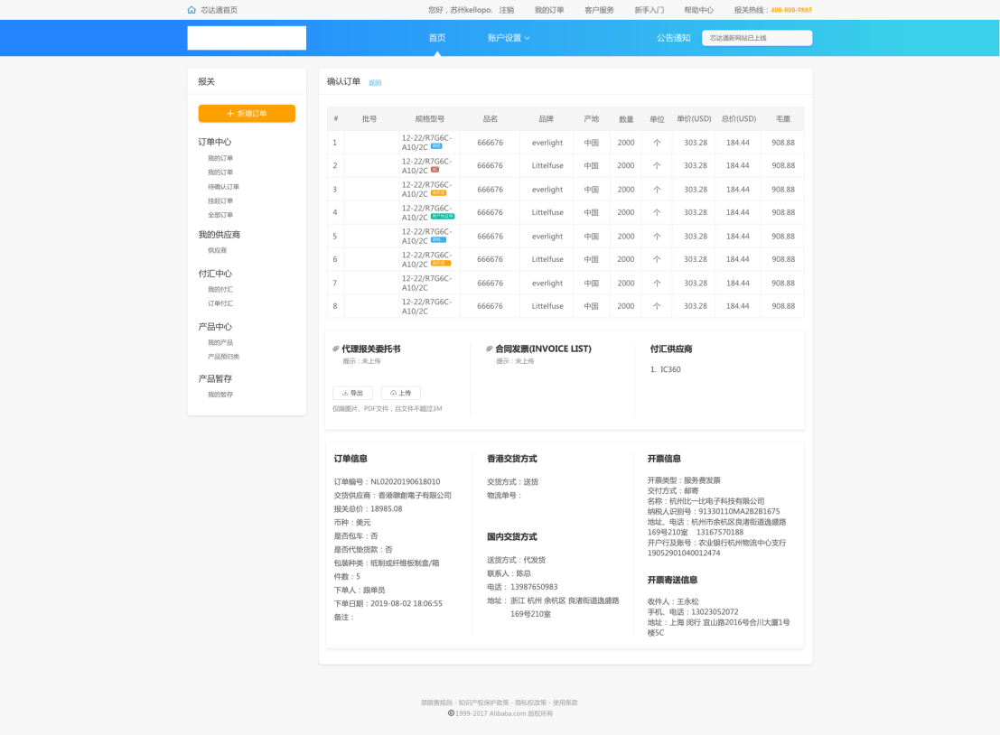 芯达通首页
您好，苏州kellopo. 注销 我的订单 客户服务 新手入门 帮助中心 报关热线：400-800-9885
首页 账户设置 公告通知 芯达通新网站已上线
报关
+ 新增订单
订单中心
我的订单
我的订单
待确认订单
挂起订单
全部订单
我的供应商
供应商
付汇中心
我的付汇
订单付汇
产品中心
我的产品
产品预归类
产品暂存
我的暂存
确认订单 返回
# 批号 规格型号 品名 品牌 产地 数量 单位 单价(USD) 总价(USD) 毛重
1 12-22/R7G6C-A10/2C 666676 everlight 中国 2000 个 303.28 184.44 908.88
2 12-22/R7G6C-A10/2C 666676 Littelfuse 中国 2000 个 303.28 184.44 908.88
3 12-22/R7G6C-A10/2C 666676 everlight 中国 2000 个 303.28 184.44 908.88
4 12-22/R7G6C-A10/2C 666676 Littelfuse 中国 2000 个 303.28 184.44 908.88
5 12-22/R7G6C-A10/2C 666676 everlight 中国 2000 个 303.28 184.44 908.88
6 12-22/R7G6C-A10/2C 666676 Littelfuse 中国 2000 个 303.28 184.44 908.88
7 12-22/R7G6C-A10/2C 666676 everlight 中国 2000 个 303.28 184.44 908.88
8 12-22/R7G6C-A10/2C 666676 Littelfuse 中国 2000 个 303.28 184.44 908.88
代理报关委托书
提示：未上传
导出 上传
仅限图片、PDF文件，且文件不超过3M
合同发票(INVOICE LIST)
提示：未上传
付汇供应商
1. IC360
订单信息
订单编号：NL02020190618010
交货供应商：香港聯創電子有限公司
报关总价：18985.08
币种：美元
是否包车：否
是否代垫货款：否
包装种类：纸制或纤维板制盒/箱
件数：5
下单人：跟单员
下单日期：2019-08-02 18:06:55
备注：
香港交货方式
交货方式：送货
物流单号：
国内交货方式
送货方式：代发货
联系人：陈总
电话： 13987650983
地址： 浙江 杭州 余杭区 良渚街道逸盛路
169号210室
开票信息
开票类型：服务费发票
交付方式：邮寄
名称：杭州比一比电子科技有限公司
纳税人识别号：91330110MA2B2B1675
地址、电话：杭州市余杭区良渚街道逸盛路
169号210室 13167570188
开户行及账号：农业银行杭州物流中心支行
19052901040012474
开票寄送信息
收件人：王永松
手机、电话：13023052072
地址：上海 闵行 宜山路2016号合川大厦1号
楼5C
禁限售规则 - 知识产权保护政策 - 隐私权政策 - 使用条款
©1999-2017 Alibaba.com 版权所有